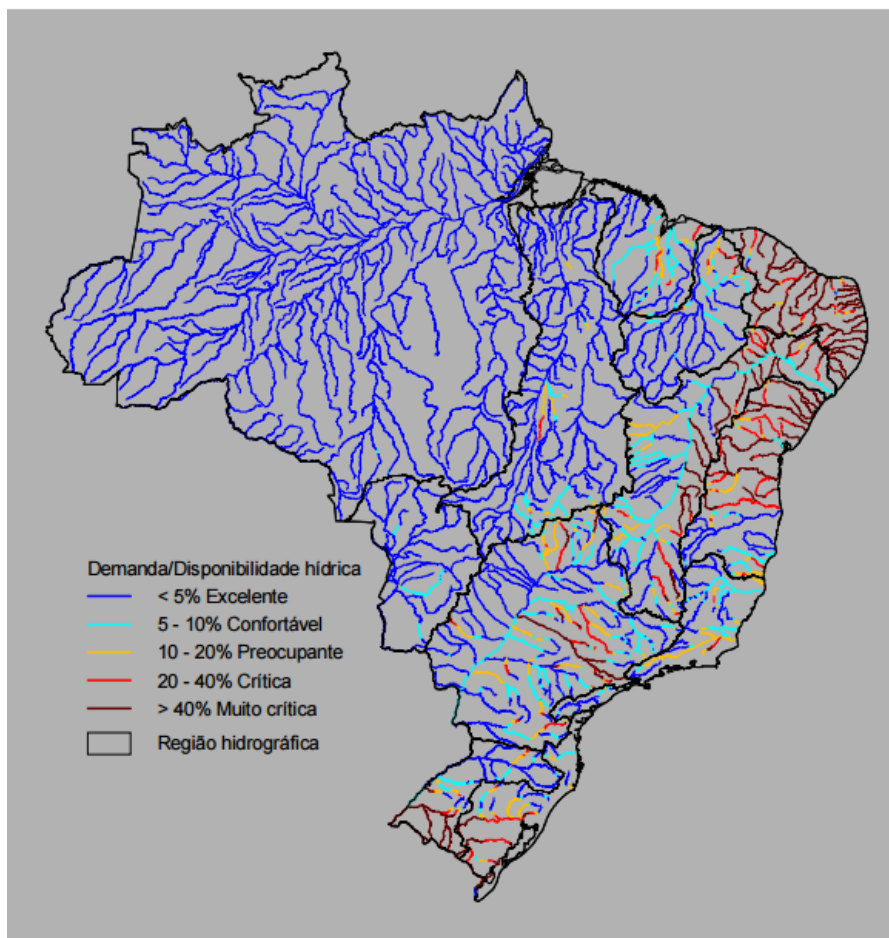 Demanda/Disponibilidade hídrica
< 5% Excelente
5 - 10% Confortável
10 - 20% Preocupante
20 - 40% Crítica
> 40% Muito crítica
Região hidrográfica